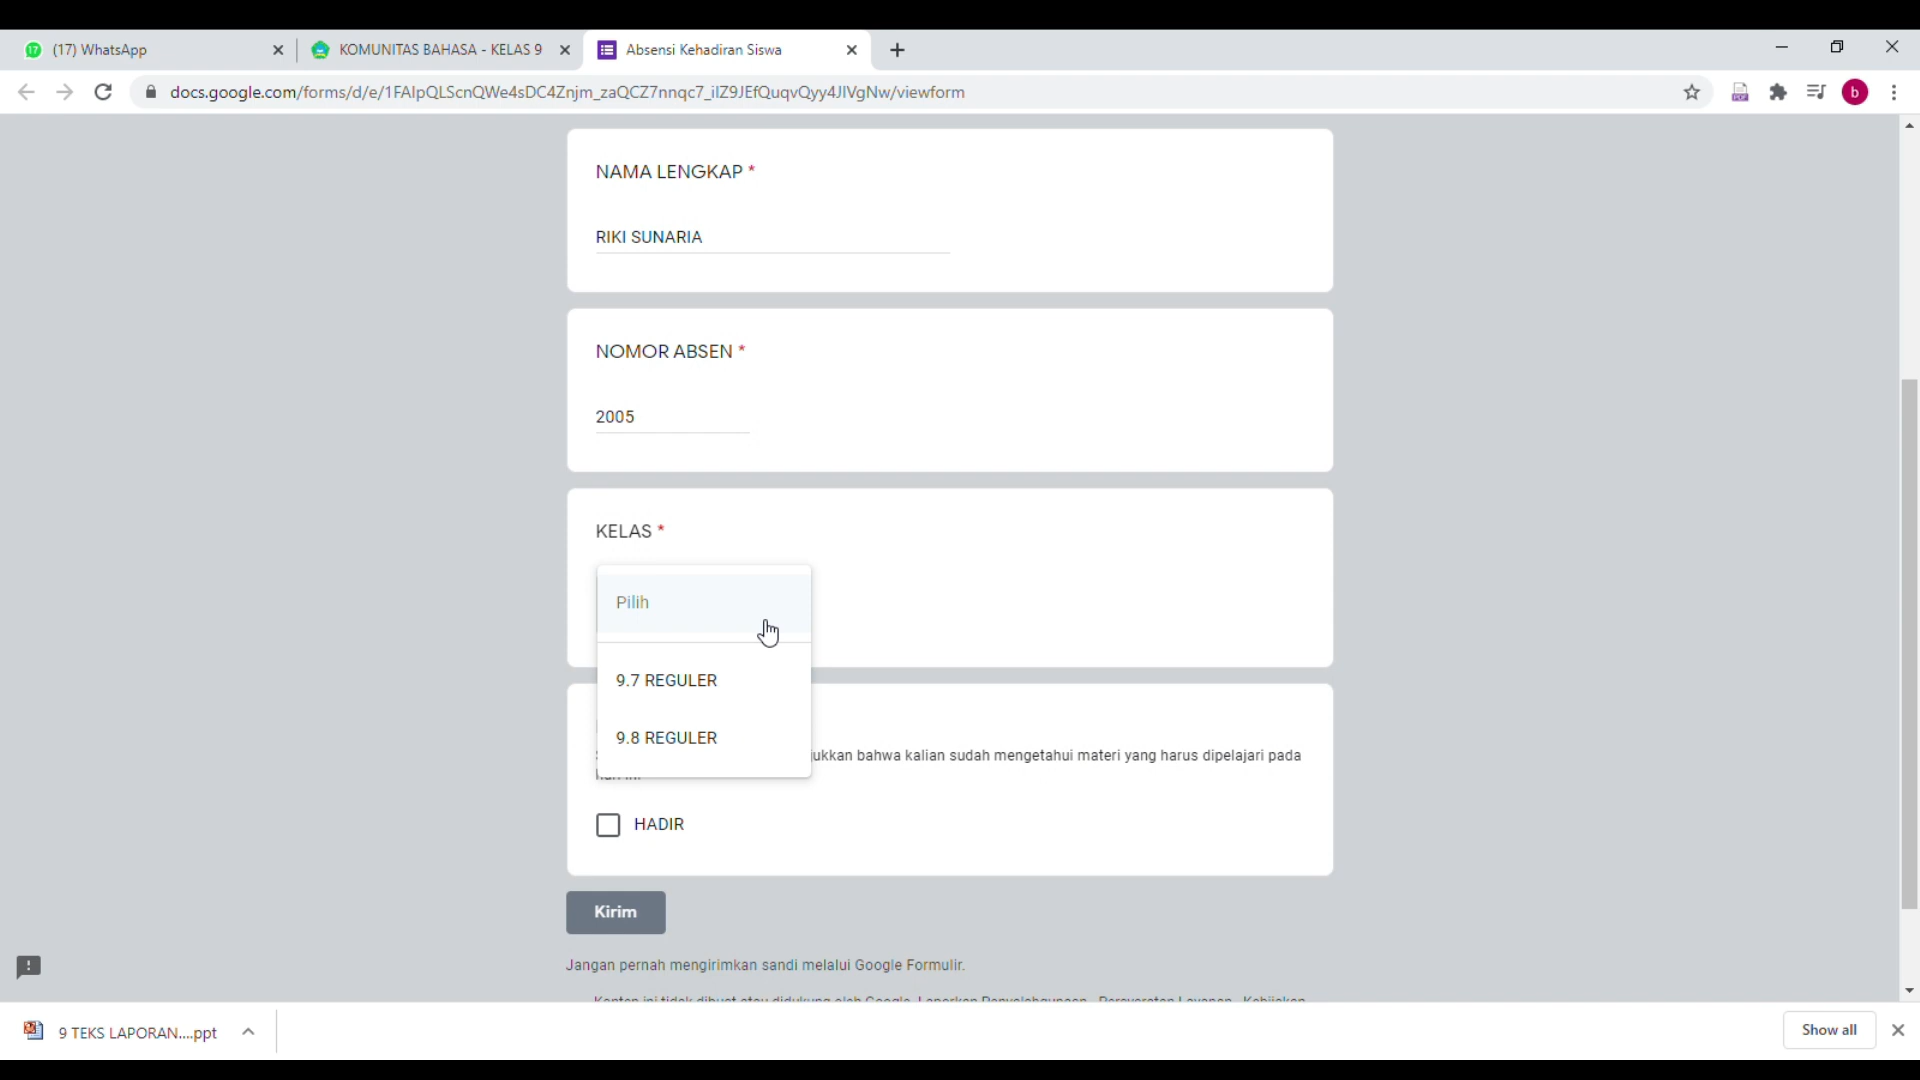 (17) WhatsApp
KOMUNITAS BAHASA - KELAS 9
Absensi Kehadiran Siswa
docs.google.com/forms/d/e/1FAIpQLScnQWe4sDC4Znjm_zaQCZ7nnqc7_iIZ9JEfQuqvQyy4JIVgNw/viewform
b
NAMA LENGKAP *
RIKI SUNARIA
NOMOR ABSEN *
2005
KELAS *
Pilih
9.7 REGULER
9.8 REGULER
bahwa kalian sudah mengetahui materi yang harus dipelajari pada
HADIR
Kirim
Jangan pernah mengirimkan sandi melalui Google Formulir.
9 TEKS LAPORAN....ppt
Show all